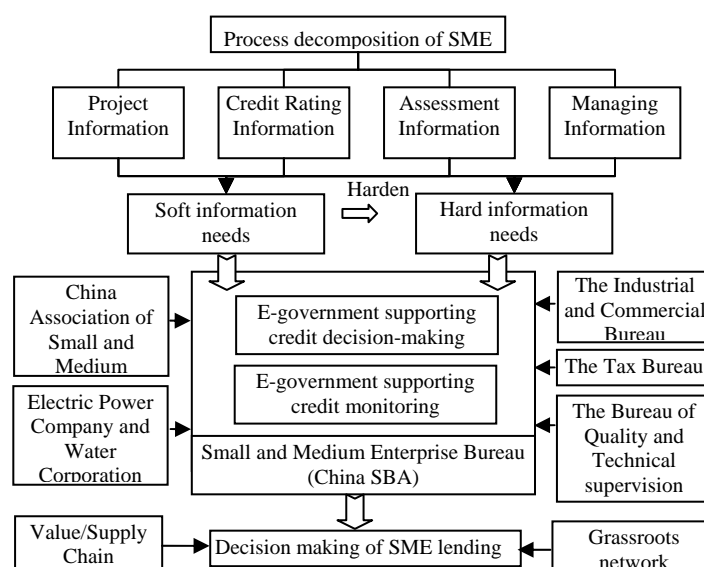 Process decomposition of SME
Project
Information
Credit Rating
Information
Assessment
Information
Managing
Information
Harden
Soft information
needs
Hard information
needs
China
Association of
Small and
Medium
E-government supporting
credit decision-making
The Industrial
and Commercial
Bureau
The Tax Bureau
Electric Power
Company and
Water
Corporation
E-government supporting
credit monitoring
The Bureau of
Quality and
Technical
supervision
Small and Medium Enterprise Bureau
(China SBA)
Value/Supply
Chain
Decision making of SME lending
Grassroots
network